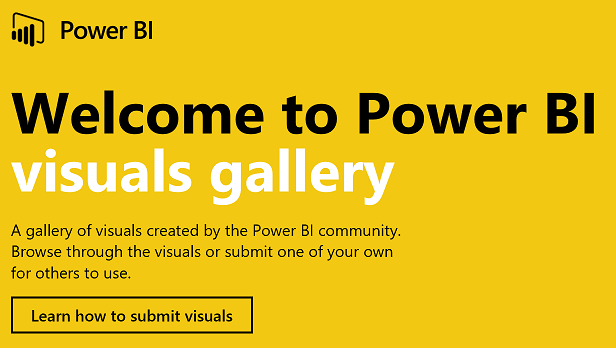 Power BI
Welcome to Power BI
visuals gallery
A gallery of visuals created by the Power BI community.
Browse through the visuals or submit one of your own
for others to use.
Learn how to submit visuals